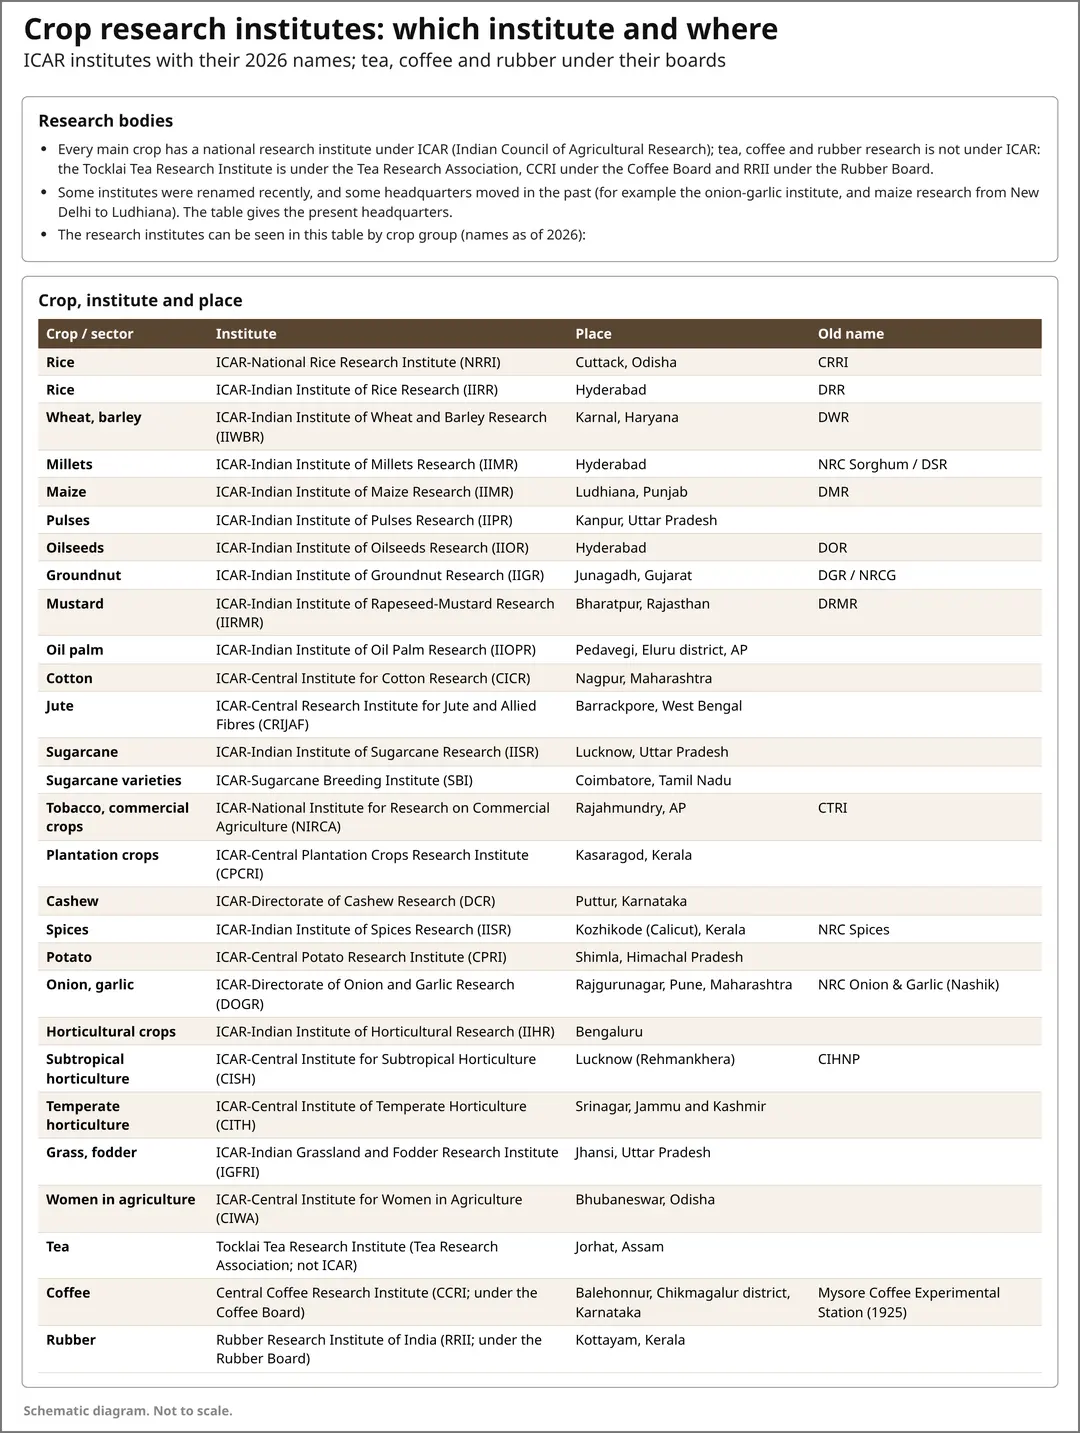 Crop research institutes: which institute and where
ICAR institutes with their 2026 names; tea, coffee and rubber under their boards
Research bodies
• Every main crop has a national research institute under ICAR (Indian Council of Agricultural Research); tea, coffee and rubber research is not under ICAR:
the Tocklai Tea Research Institute is under the Tea Research Association, CCRI under the Coffee Board and RRII under the Rubber Board.
• Some institutes were renamed recently, and some headquarters moved in the past (for example the onion-garlic institute, and maize research from New
Delhi to Ludhiana). The table gives the present headquarters.
• The research institutes can be seen in this table by crop group (names as of 2026):
Crop, institute and place
Crop / sector Institute Place Old name
Rice ICAR-National Rice Research Institute (NRRI) Cuttack, Odisha CRRI
Rice ICAR-Indian Institute of Rice Research (IIRR) Hyderabad DRR
Wheat, barley ICAR-Indian Institute of Wheat and Barley Research Karnal, Haryana DWR
(IIWBR)
Millets ICAR-Indian Institute of Millets Research (IIMR) Hyderabad NRC Sorghum / DSR
Maize ICAR-Indian Institute of Maize Research (IIMR) Ludhiana, Punjab DMR
Pulses ICAR-Indian Institute of Pulses Research (IIPR) Kanpur, Uttar Pradesh
Oilseeds ICAR-Indian Institute of Oilseeds Research (IIOR) Hyderabad DOR
Groundnut ICAR-Indian Institute of Groundnut Research (IIGR) Junagadh, Gujarat DGR / NRCG
Mustard ICAR-Indian Institute of Rapeseed-Mustard Research Bharatpur, Rajasthan DRMR
(IIRMR)
Oil palm ICAR-Indian Institute of Oil Palm Research (IIOPR) Pedavegi, Eluru district, AP
Cotton ICAR-Central Institute for Cotton Research (CICR) Nagpur, Maharashtra
Jute ICAR-Central Research Institute for Jute and Allied Barrackpore, West Bengal
Fibres (CRIJAF)
Sugarcane ICAR-Indian Institute of Sugarcane Research (IISR) Lucknow, Uttar Pradesh
Sugarcane varieties ICAR-Sugarcane Breeding Institute (SBI) Coimbatore, Tamil Nadu
Tobacco, commercial ICAR-National Institute for Research on Commercial Rajahmundry, AP CTRI
crops Agriculture (NIRCA)
Plantation crops ICAR-Central Plantation Crops Research Institute Kasaragod, Kerala
(CPCRI)
Cashew ICAR-Directorate of Cashew Research (DCR) Puttur, Karnataka
Spices ICAR-Indian Institute of Spices Research (IISR) Kozhikode (Calicut), Kerala NRC Spices
Potato ICAR-Central Potato Research Institute (CPRI) Shimla, Himachal Pradesh
Onion, garlic ICAR-Directorate of Onion and Garlic Research Rajgurunagar, Pune, Maharashtra NRC Onion & Garlic (Nashik)
(DOGR)
Horticultural crops ICAR-Indian Institute of Horticultural Research (IIHR) Bengaluru
Subtropical ICAR-Central Institute for Subtropical Horticulture Lucknow (Rehmankhera) CIHNP
horticulture (CISH)
Temperate ICAR-Central Institute of Temperate Horticulture Srinagar, Jammu and Kashmir
horticulture (CITH)
Grass, fodder ICAR-Indian Grassland and Fodder Research Institute Jhansi, Uttar Pradesh
(IGFRI)
Women in agriculture ICAR-Central Institute for Women in Agriculture Bhubaneswar, Odisha
(CIWA)
Tea Tocklai Tea Research Institute (Tea Research Jorhat, Assam
Association; not ICAR)
Coffee Central Coffee Research Institute (CCRI; under the Balehonnur, Chikmagalur district, Mysore Coffee Experimental
Coffee Board) Karnataka Station (1925)
Rubber Rubber Research Institute of India (RRII; under the Kottayam, Kerala
Rubber Board)
Schematic diagram. Not to scale.